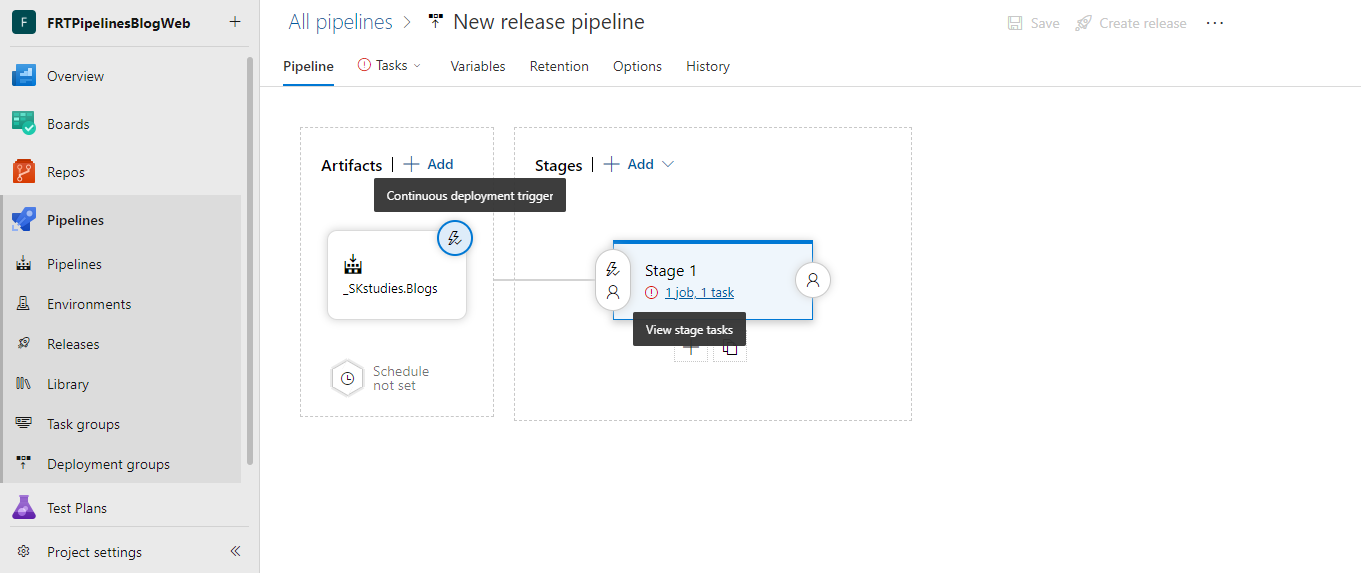 F FRTPipelinesBlogWeb +
Overview
Boards
Repos
Pipelines
Pipelines
Environments
Releases
Library
Task groups
Deployment groups
Test Plans
Project settings
All pipelines > New release pipeline
Save Create release ...
Pipeline Tasks Variables Retention Options History
Artifacts | + Add
Continuous deployment trigger
_SKstudies.Blogs
Schedule
not set
Stages | + Add
Stage 1
1 job, 1 task
View stage tasks